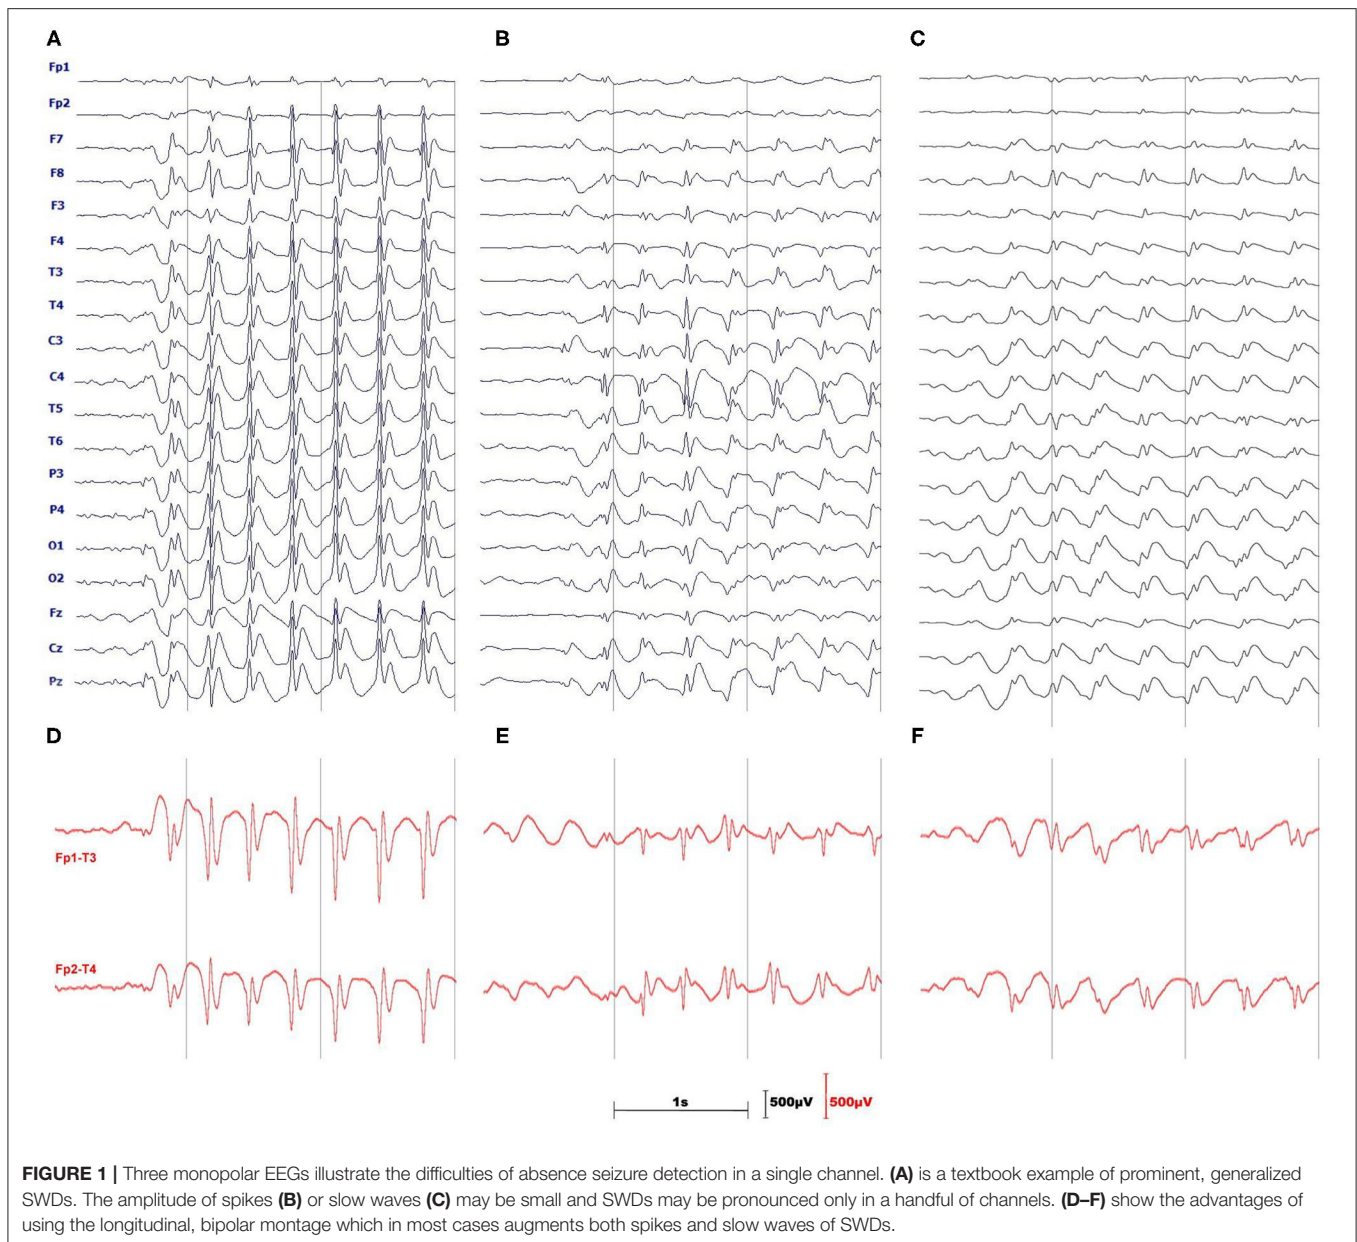 A
B
C
Fp1
Fp2
F7
F8
F3
F4
T3
T4
C3
C4
T5
T6
P3
P4
O1
O2
Fz
Cz
Pz
D
E
F
Fp1-T3
Fp2-T4
1s
500µV
500µV
FIGURE 1 | Three monopolar EEGs illustrate the difficulties of absence seizure detection in a single channel. (A) is a textbook example of prominent, generalized
SWDs. The amplitude of spikes (B) or slow waves (C) may be small and SWDs may be pronounced only in a handful of channels. (D–F) show the advantages of
using the longitudinal, bipolar montage which in most cases augments both spikes and slow waves of SWDs.